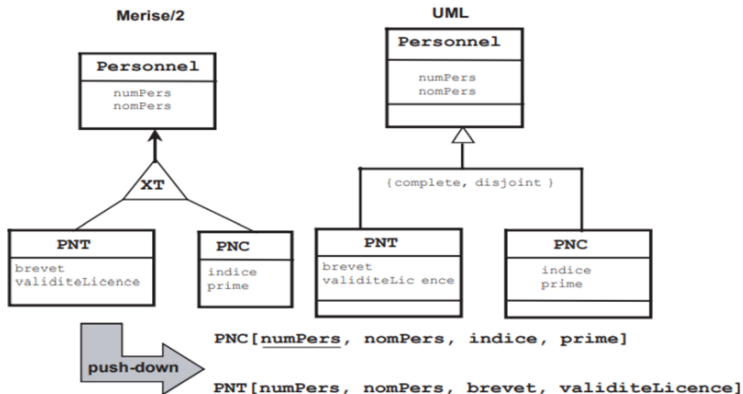 Merise/2
UML
Personnel
numPers
nomPers
Personnel
numPers
nomPers
XT
{complete, disjoint }
PNT
brevet
validiteLicence
PNC
indice
prime
PNT
brevet
validiteLic ence
PNC
indice
prime
push-down
PNC[numPers, nomPers, indice, prime]
PNT[numPers, nomPers, brevet, validiteLicence]